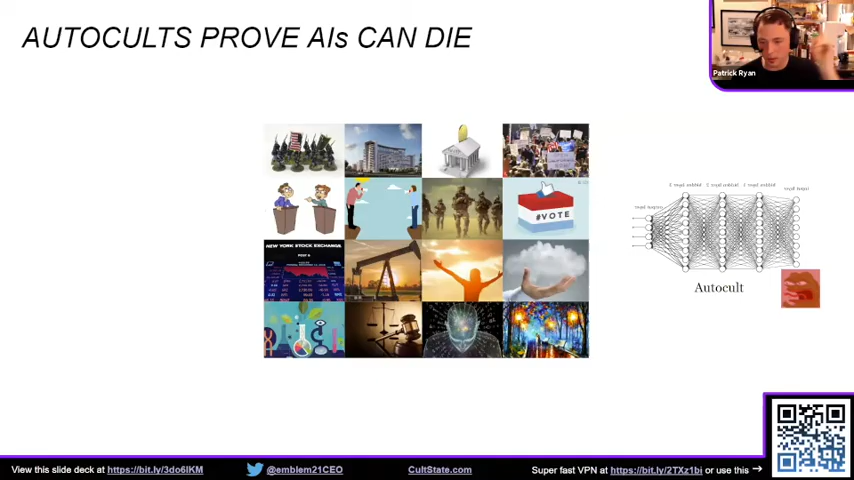 AUTOCULTS PROVE AIs CAN DIE
Patrick Ryan
#VOTE
NEW YORK STOCK EXCHANGE
Autocult
View this slide deck at https://bit.ly/3do6IKM
@emblem21CEO
CultState.com
Super fast VPN at https://bit.ly/2TXz1bi or use this